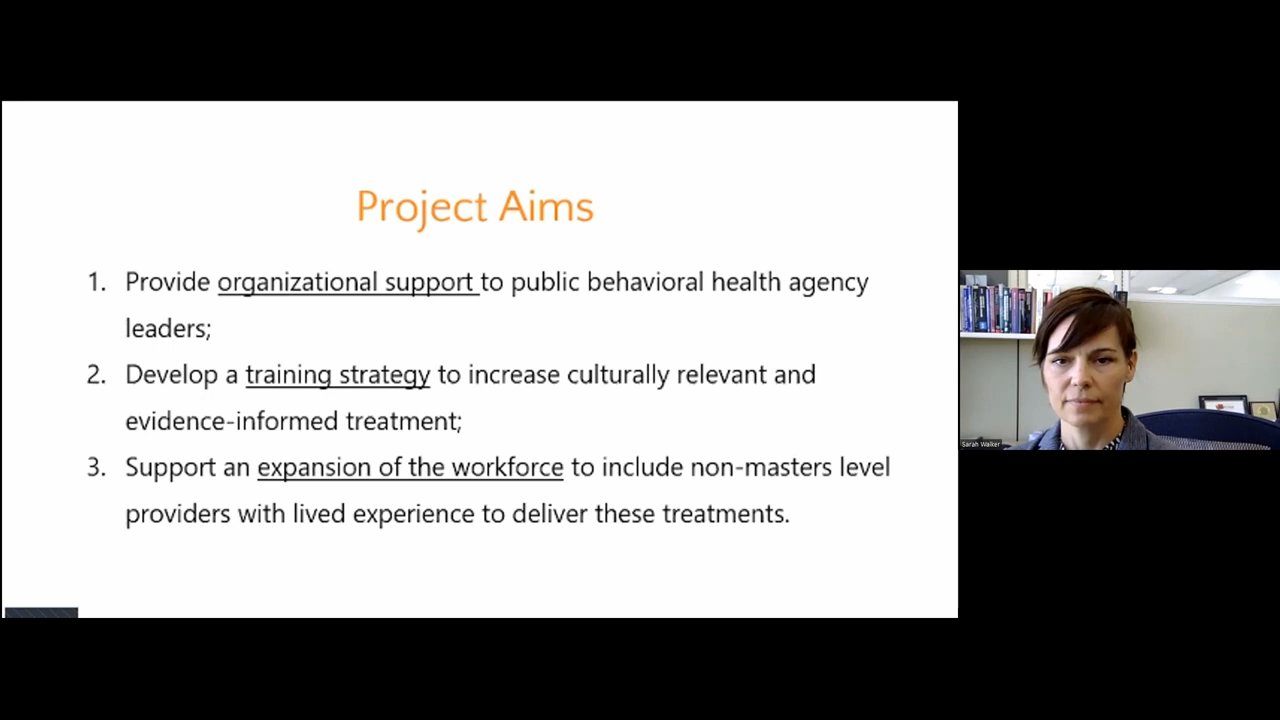 Project Aims
1. Provide organizational support to public behavioral health agency
leaders;
2. Develop a training strategy to increase culturally relevant and
evidence-informed treatment;
3. Support an expansion of the workforce to include non-masters level
providers with lived experience to deliver these treatments.
Sarah Walker